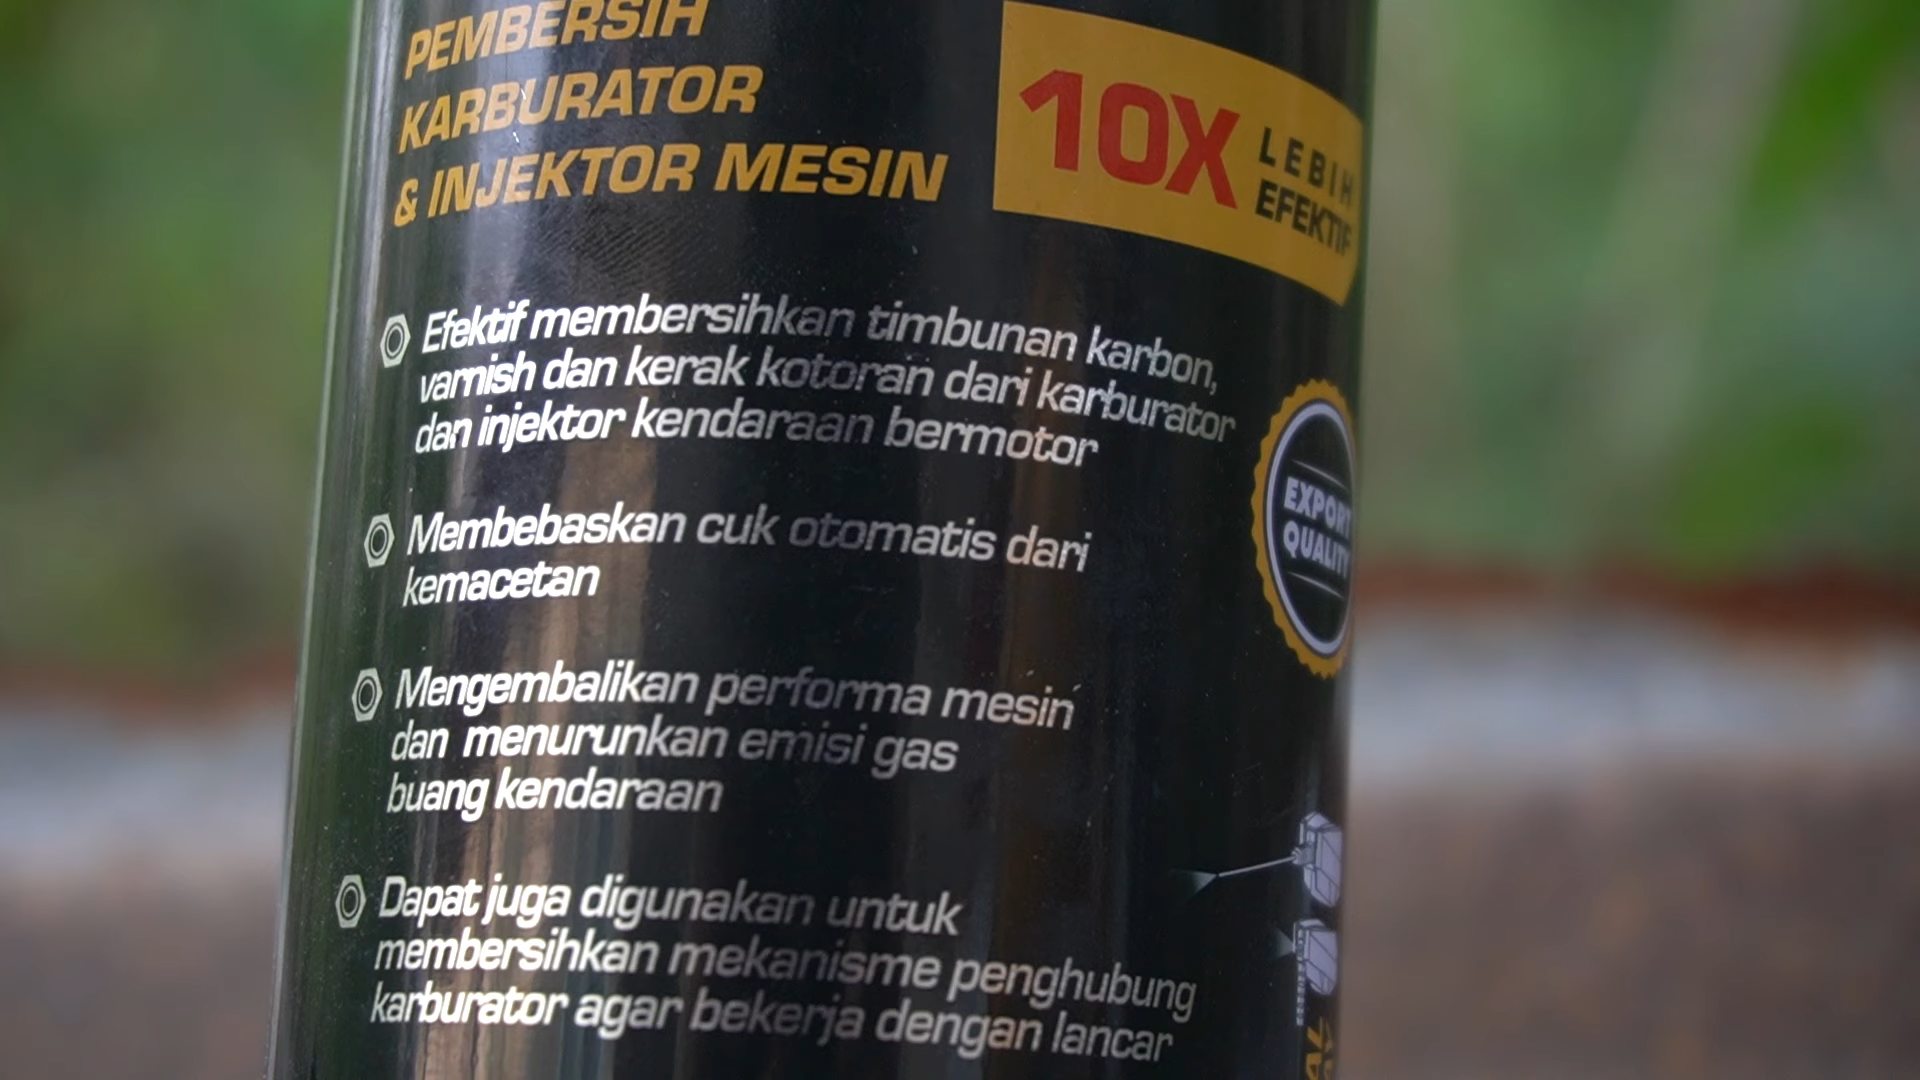 PEMBERSIH
KARBURATOR
& INJEKTOR MESIN
10X LEBIH
EFEKTIF
Efektif membersihkan timbunan karbon,
varnish dan kerak kotoran dari karburator
dan injektor kendaraan bermotor
EXPORT
QUALITY
Membebaskan cuk otomatis dari
kemacetan
Mengembalikan performa mesin
dan menurunkan emisi gas
buang kendaraan
Dapat juga digunakan untuk
membersihkan mekanisme penghubung
karburator agar bekerja dengan lancar